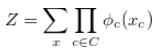 Z = \sum_{x} \prod_{c \in C} \phi_c(x_c)